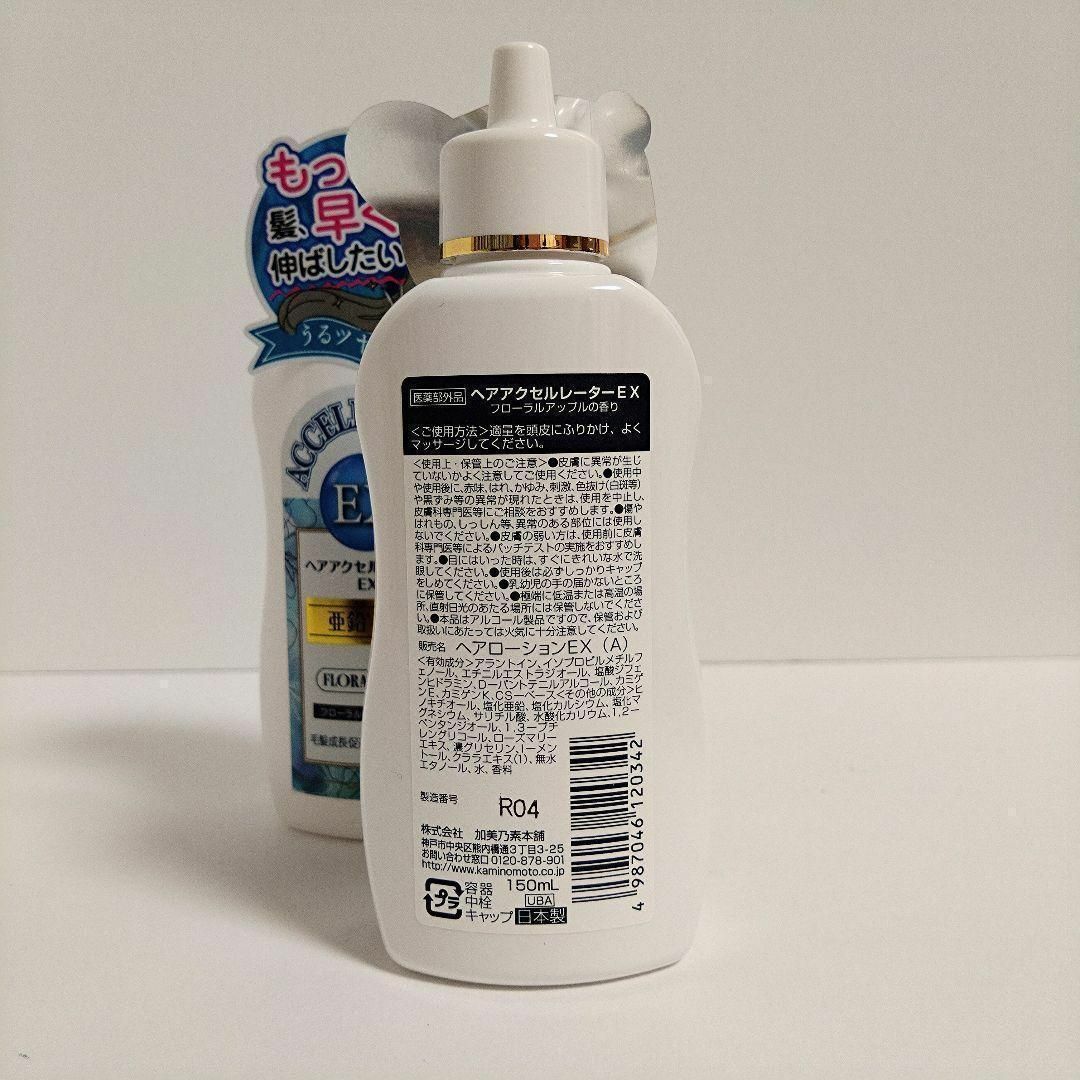 もっ
髪、早く
伸ばしたい
うるツヤ
ACCELE
EX
ヘアアクセル
EX
亜鉛
FLORA
フローラル
毛髪成長促
医薬部外品 ヘアアクセルレーターEX
フローラルアップルの香り
<ご使用方法>適量を頭皮にふりかけ、よく
マッサージしてください。
<使用上・保管上のご注意>●皮膚に異常が生じ
ていないかよく注意してご使用ください。●使用中
や使用後に、赤味、はれ、かゆみ、刺激、色抜け(白斑等)
や黒ずみ等の異常が現れたときは、使用を中止し、
皮膚科専門医等にご相談をおすすめします。●傷や
はれもの、しっしん等、異常のある部位には使用し
ないでください。●皮膚の弱い方は、使用前に皮膚
科専門医等によるパッチテストの実施をおすすめし
ます。●目にはいった時は、すぐにきれいな水で洗
眼してください。●使用後は必ずしっかりキャップ
をしめてください。●乳幼児の手の届かないところ
に保管してください。●極端に低温または高温の場
所、直射日光のあたる場所には保管しないでくださ
い。●本品はアルコール製品ですので、保管および
取扱いにあたっては火気に十分注意してください。
販売名 ヘアローションEX(A)
<有効成分>アラントイン、イソプロピルメチルフ
ェノール、エチニルエストラジオール、塩酸ジフェ
ンヒドラミン、D-パントテニルアルコール、カミゲ
ンE、カミゲンK、CS-ベース<その他の成分>ヒ
ノキチオール、塩化亜鉛、塩化カルシウム、塩化マ
グネシウム、サリチル酸、水酸化カリウム、1,2-
ペンタンジオール、1,3-ブチ
レングリコール、ローズマリー
エキス、濃グリセリン、l-メン
トール、クララエキス(1)、無水
エタノール、水、香料
製造番号 R04
株式会社 加美乃素本舗
神戸市中央区熊内橋通3丁目3-25
お問い合わせ窓口0120-878-901
http://www.kaminomoto.co.jp
プラ 容器 150mL
中栓 UBA
キャップ 日本製
4 987046 120342